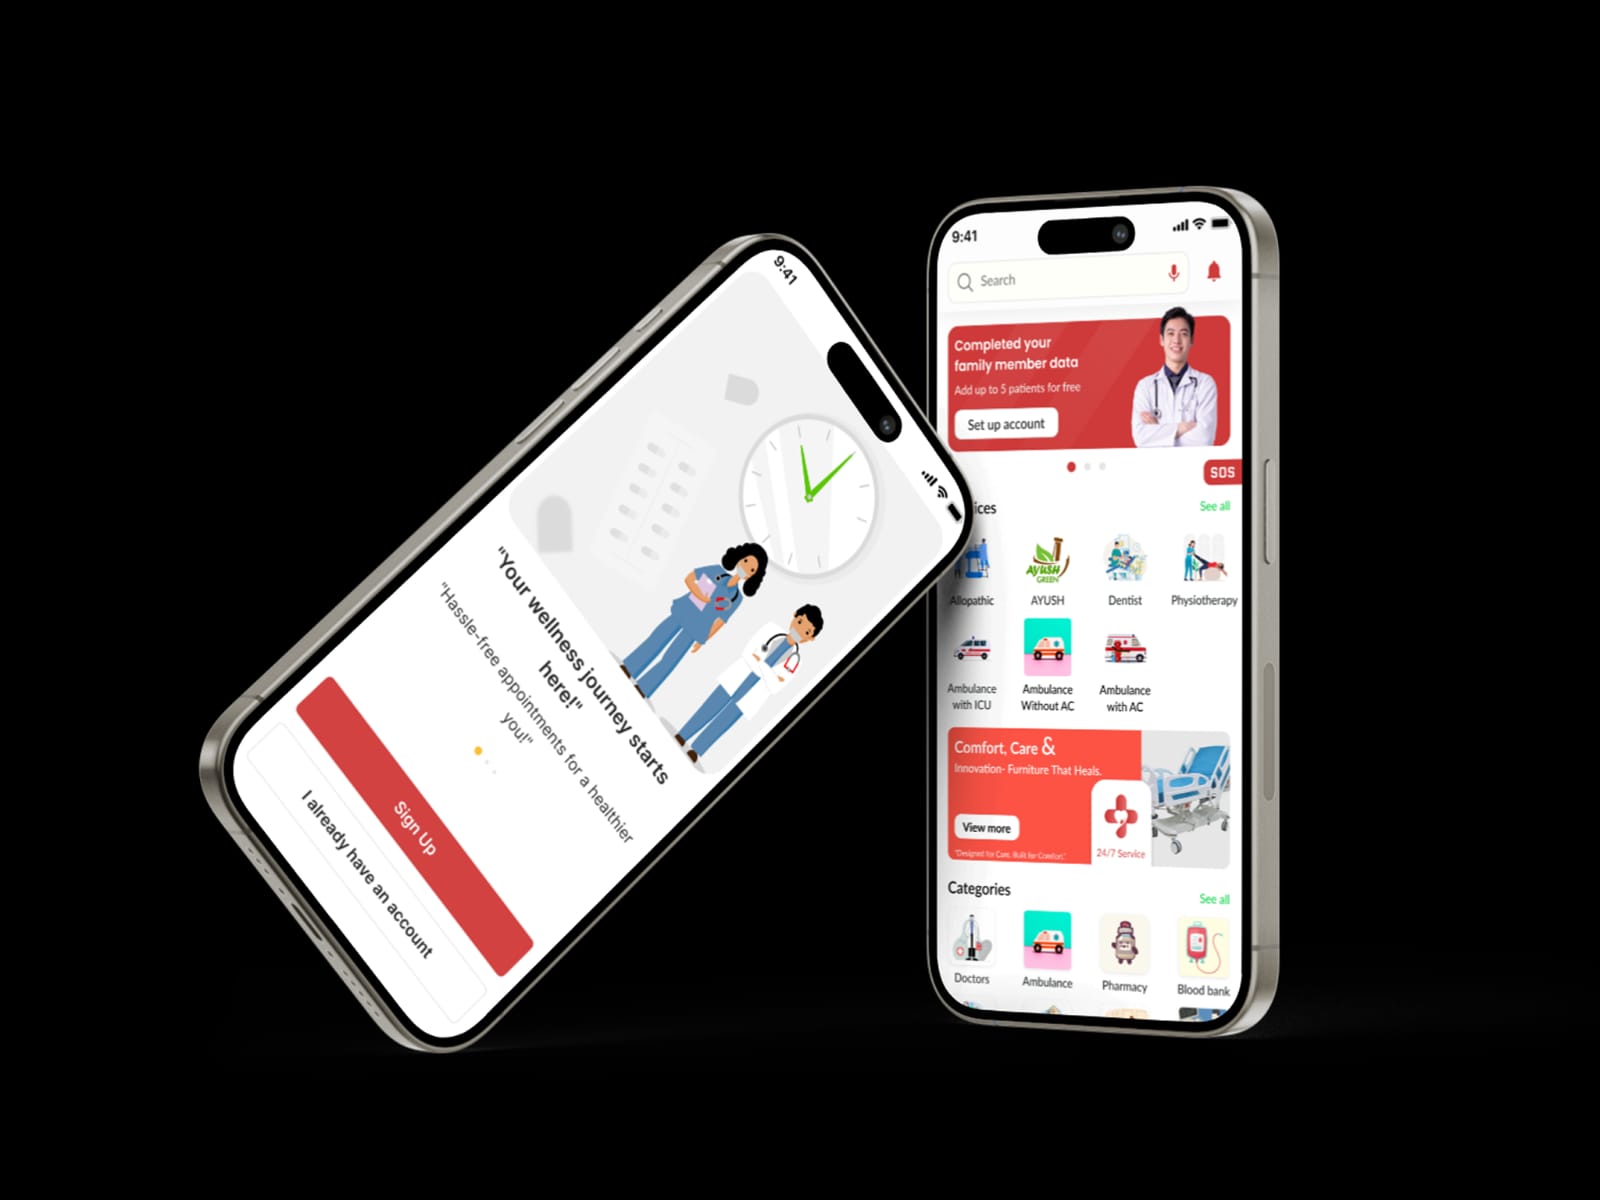 9:41
"Your wellness journey starts
here!"
"Hassle-free appointments for a healthier
you!"
Sign Up
I already have an account
9:41
Search
Completed your
family member data
Add up to 5 patients for free
Set up account
SOS
ices
See all
Allopathic
AYUSH
GREEN
AYUSH
Dentist
Physiotherapy
Ambulance
with ICU
Ambulance
Without AC
Ambulance
with AC
Comfort, Care &
Innovation- Furniture That Heals.
View more
"Designed for Care, Built for Comfort."
24/7 Service
Categories
See all
Doctors
Ambulance
Pharmacy
Blood bank